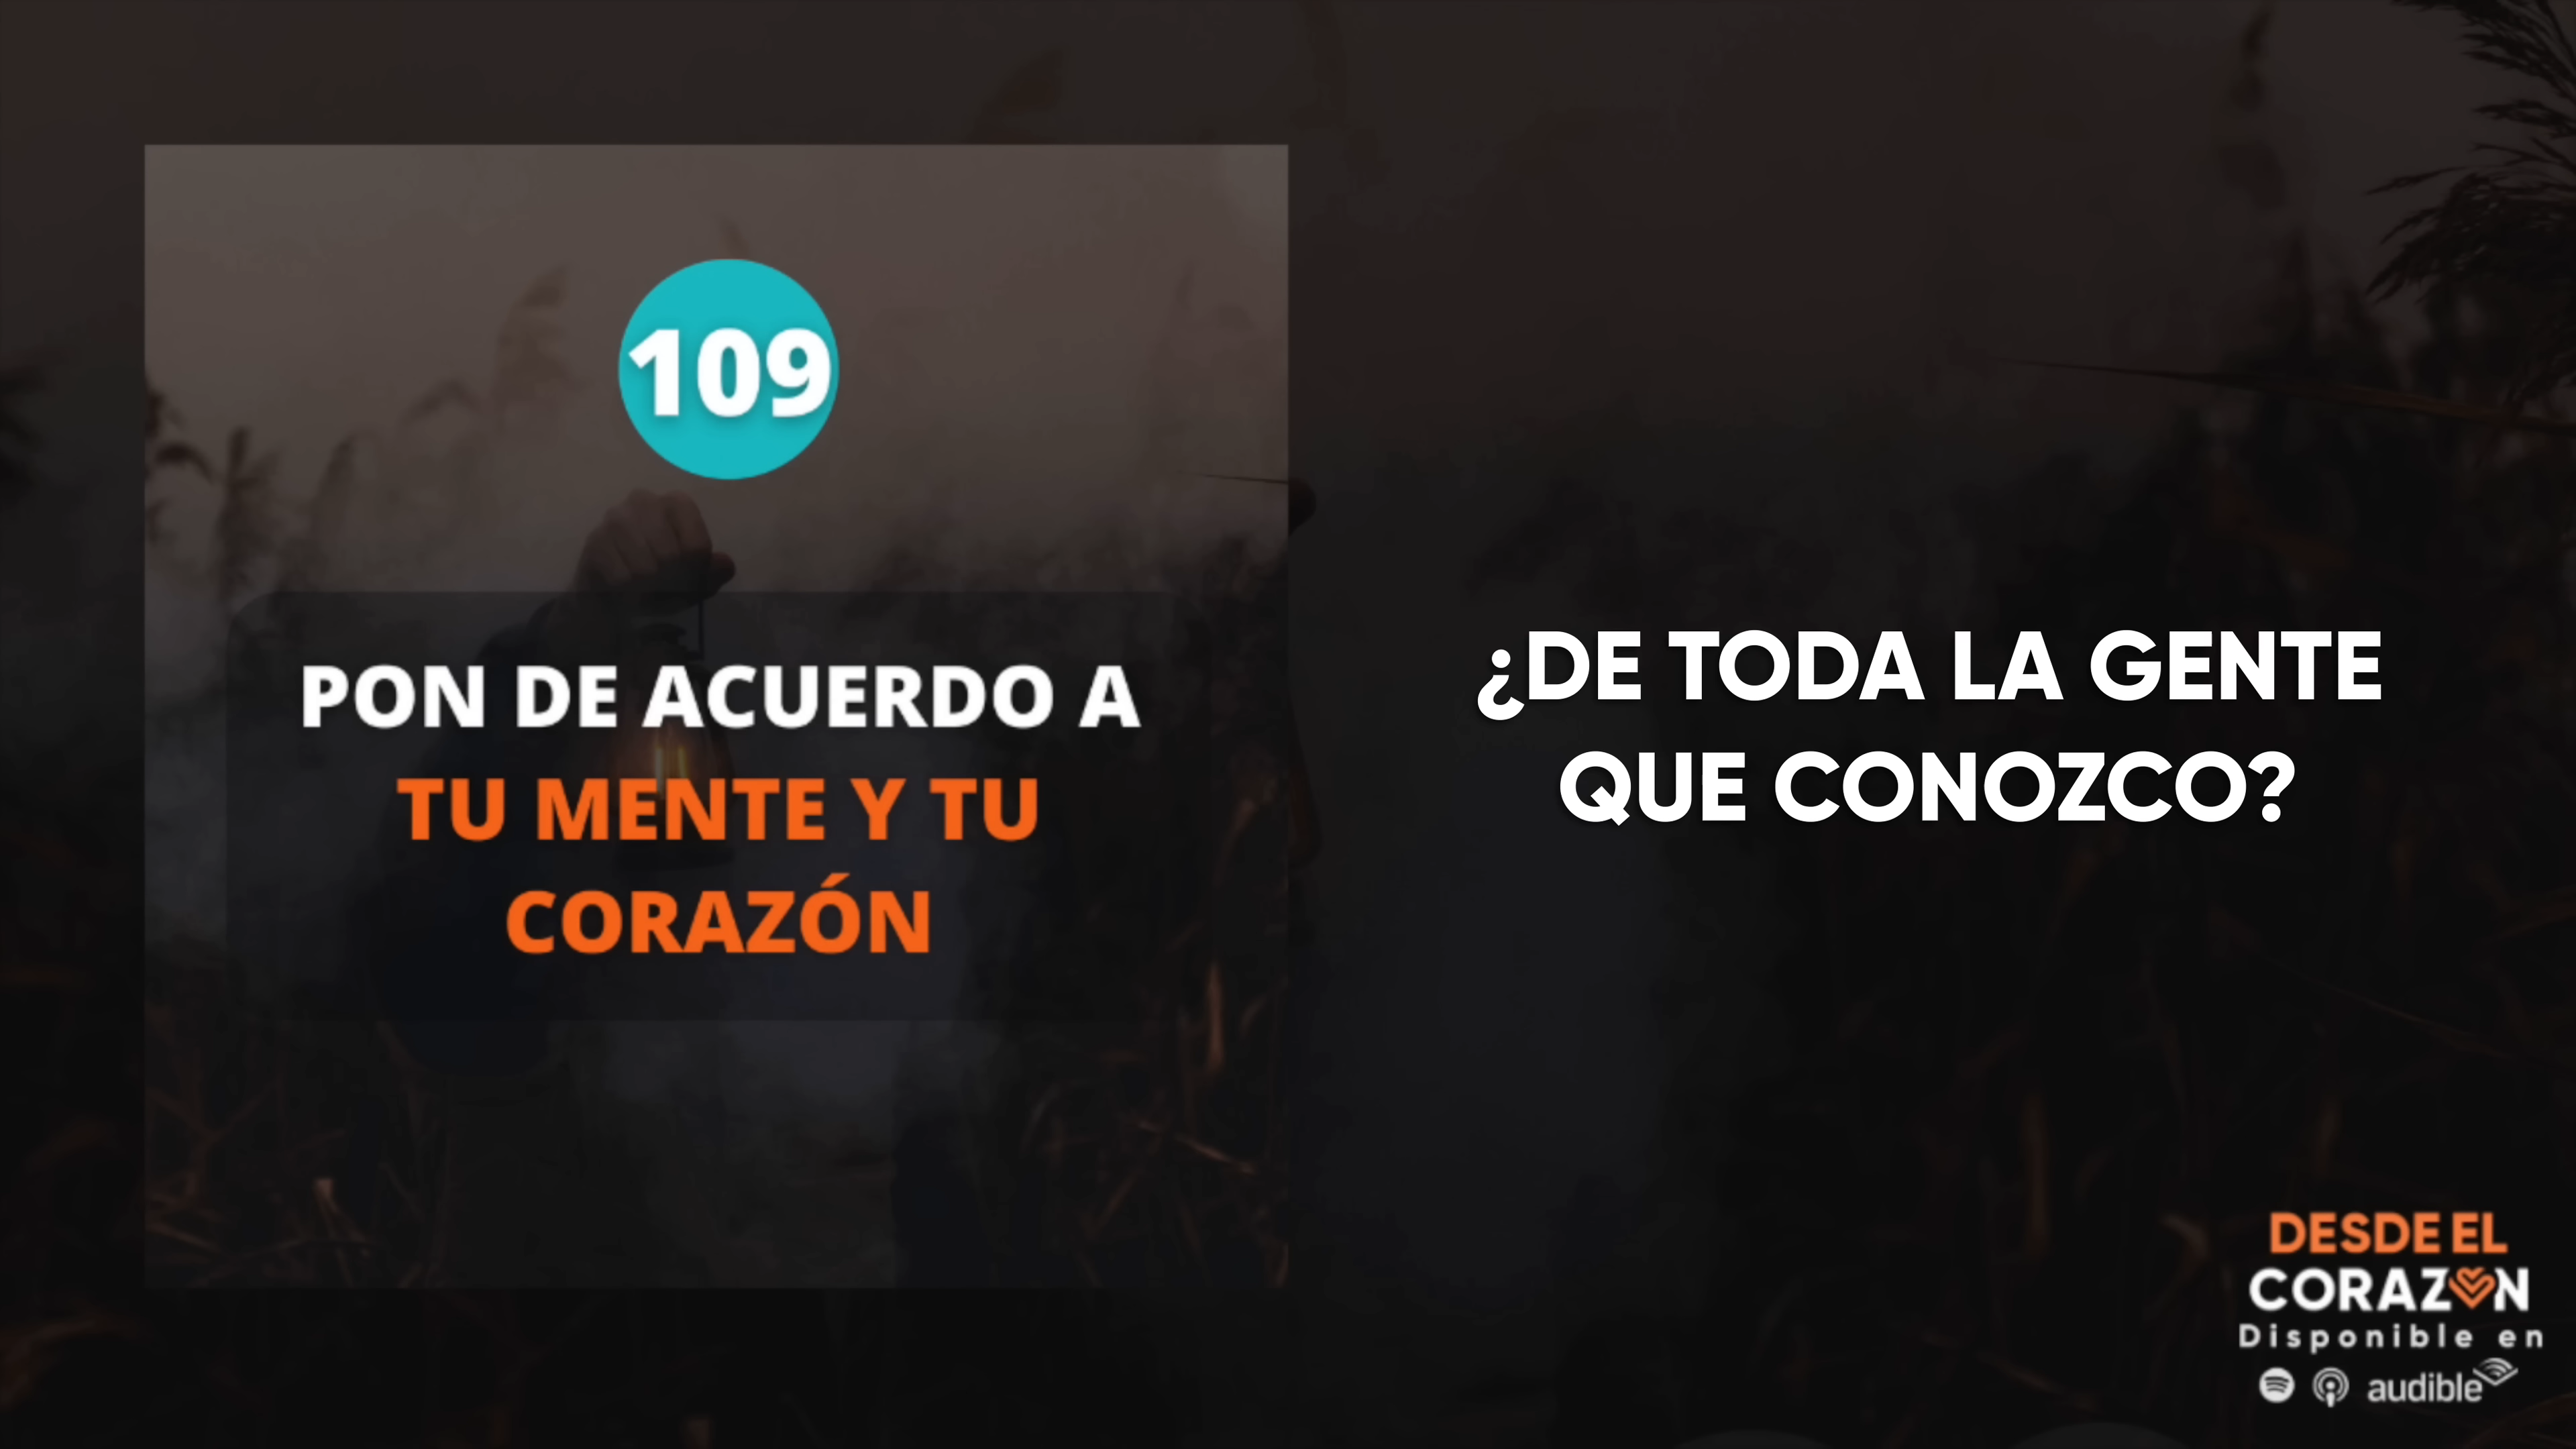 109
PON DE ACUERDO A
TU MENTE Y TU
CORAZÓN
¿DE TODA LA GENTE
QUE CONOZCO?
DESDE EL
CORAZÓN
Disponible en
audible